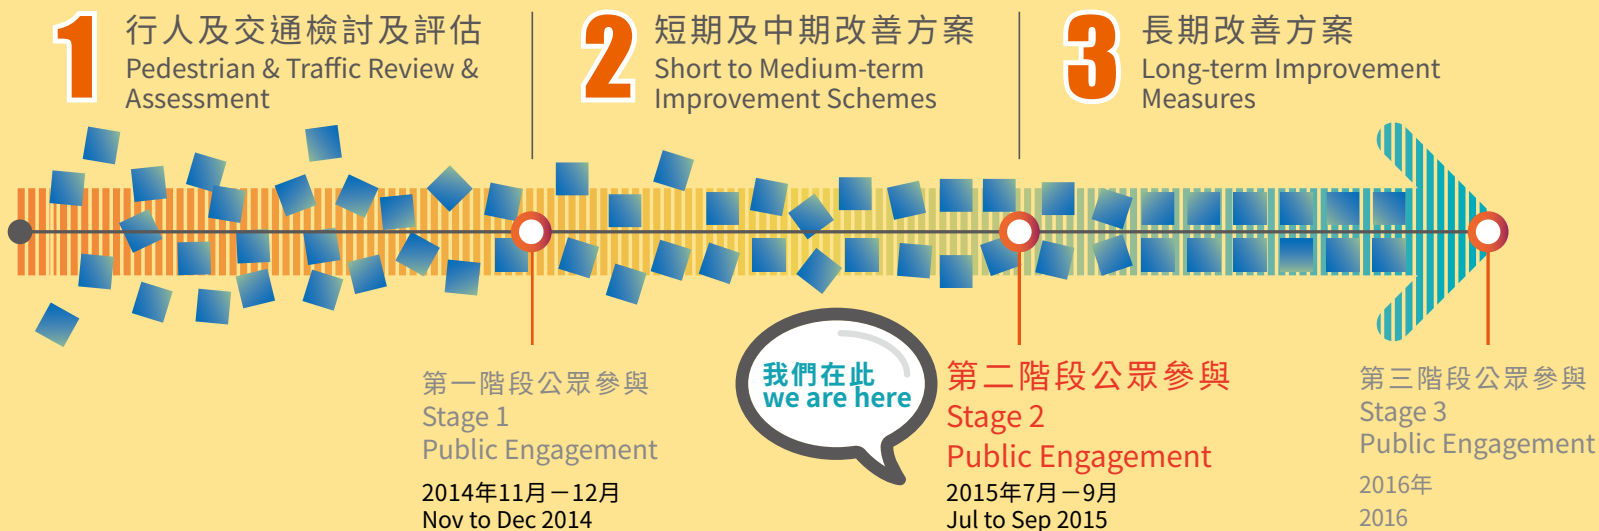 1
行人及交通檢討及評估
Pedestrian & Traffic Review &
Assessment
2
短期及中期改善方案
Short to Medium-term
Improvement Schemes
3
長期改善方案
Long-term Improvement
Measures
第一階段公眾參與
Stage 1
Public Engagement
2014年11月－12月
Nov to Dec 2014
我們在此
we are here
第二階段公眾參與
Stage 2
Public Engagement
2015年7月－9月
Jul to Sep 2015
第三階段公眾參與
Stage 3
Public Engagement
2016年
2016